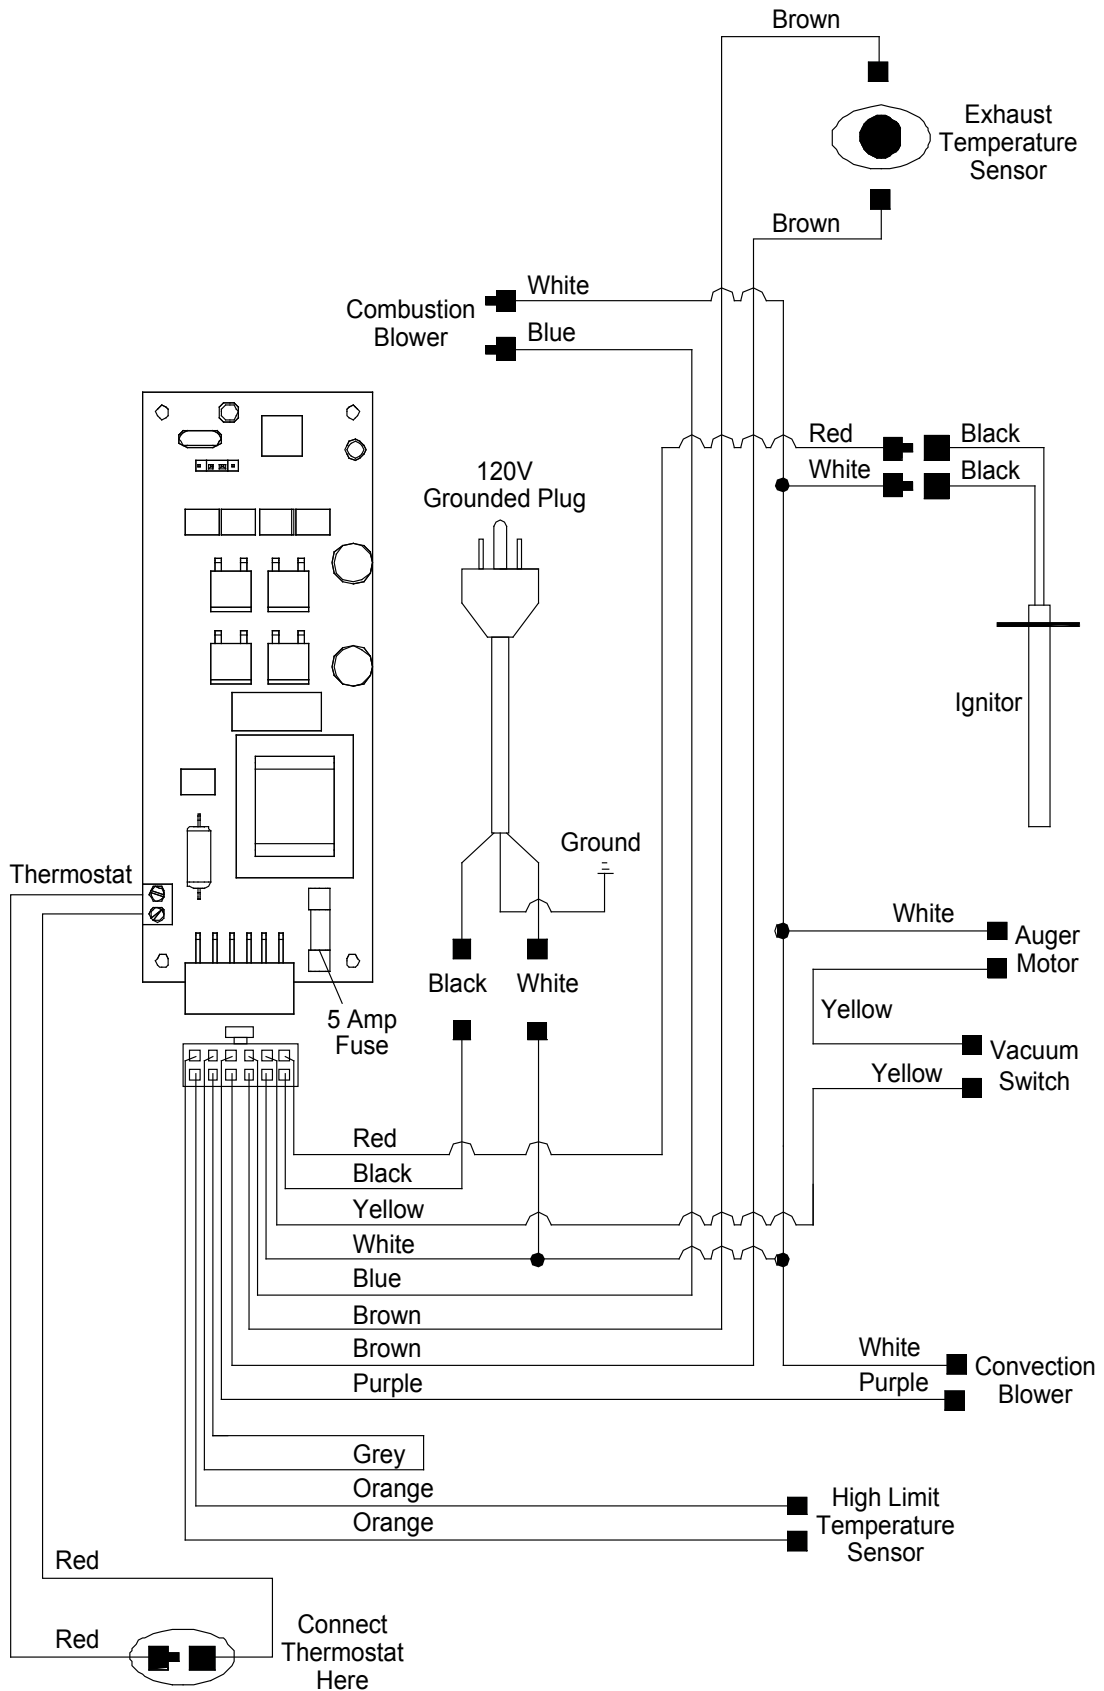 Brown
Exhaust
Temperature
Sensor
Brown
White
Combustion
Blower
Blue
Red
Black
White
Black
120V
Grounded Plug
Ignitor
Ground
Thermostat
White
Auger
Motor
Black
White
Yellow
5 Amp
Fuse
Vacuum
Switch
Yellow
Red
Black
Yellow
White
Blue
Brown
Brown
White
Convection
Blower
Purple
Purple
Grey
Orange
High Limit
Temperature
Sensor
Orange
Red
Red
Connect
Thermostat
Here